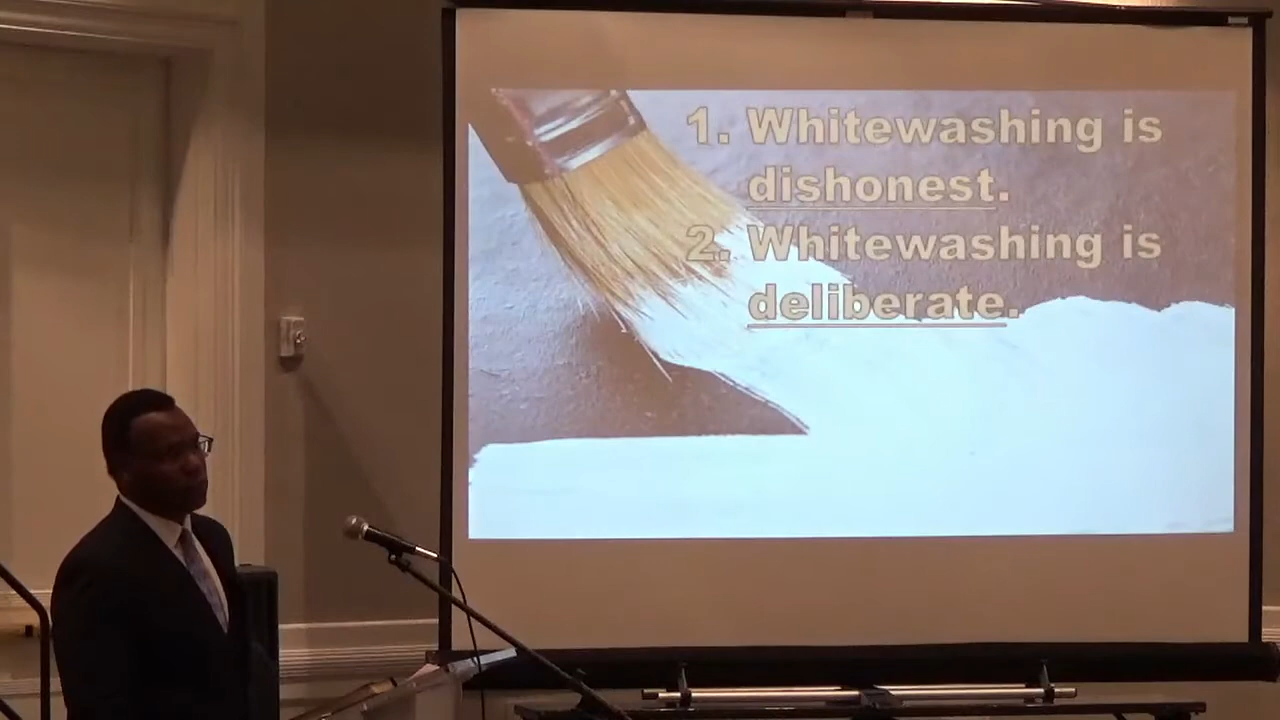 1. Whitewashing is
dishonest.
2. Whitewashing is
deliberate.